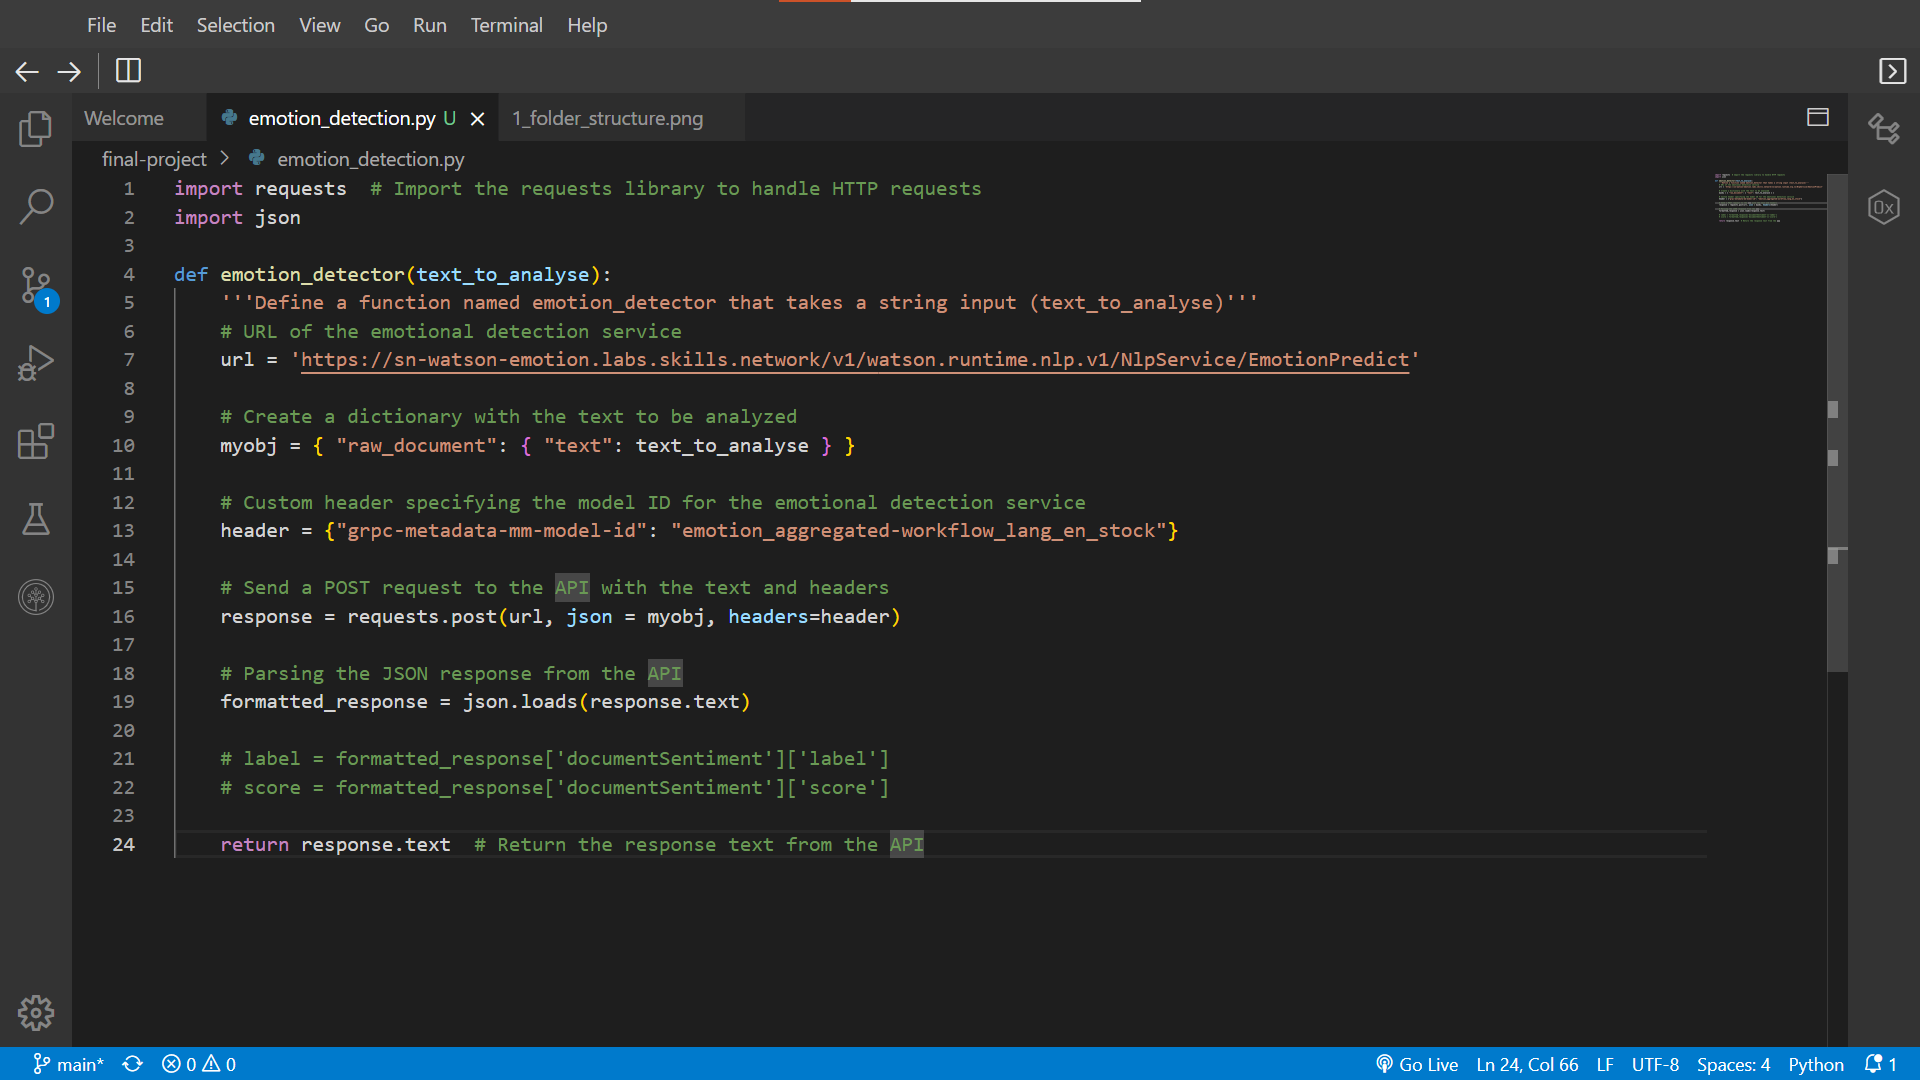 File Edit Selection View Go Run Terminal Help
Welcome emotion_detection.py U 1_folder_structure.png
final-project emotion_detection.py
1 import requests  # Import the requests library to handle HTTP requests
2 import json
3
4 def emotion_detector(text_to_analyse):
5     '''Define a function named emotion_detector that takes a string input (text_to_analyse)'''
6     # URL of the emotional detection service
7     url = 'https://sn-watson-emotion.labs.skills.network/v1/watson.runtime.nlp.v1/NlpService/EmotionPredict'
8
9     # Create a dictionary with the text to be analyzed
10     myobj = { "raw_document": { "text": text_to_analyse } }
11
12     # Custom header specifying the model ID for the emotional detection service
13     header = {"grpc-metadata-mm-model-id": "emotion_aggregated-workflow_lang_en_stock"}
14
15     # Send a POST request to the API with the text and headers
16     response = requests.post(url, json = myobj, headers=header)
17
18     # Parsing the JSON response from the API
19     formatted_response = json.loads(response.text)
20
21     # label = formatted_response['documentSentiment']['label']
22     # score = formatted_response['documentSentiment']['score']
23
24     return response.text  # Return the response text from the API
1
0x
main* 0 0 Go Live Ln 24, Col 66 LF UTF-8 Spaces: 4 Python 1